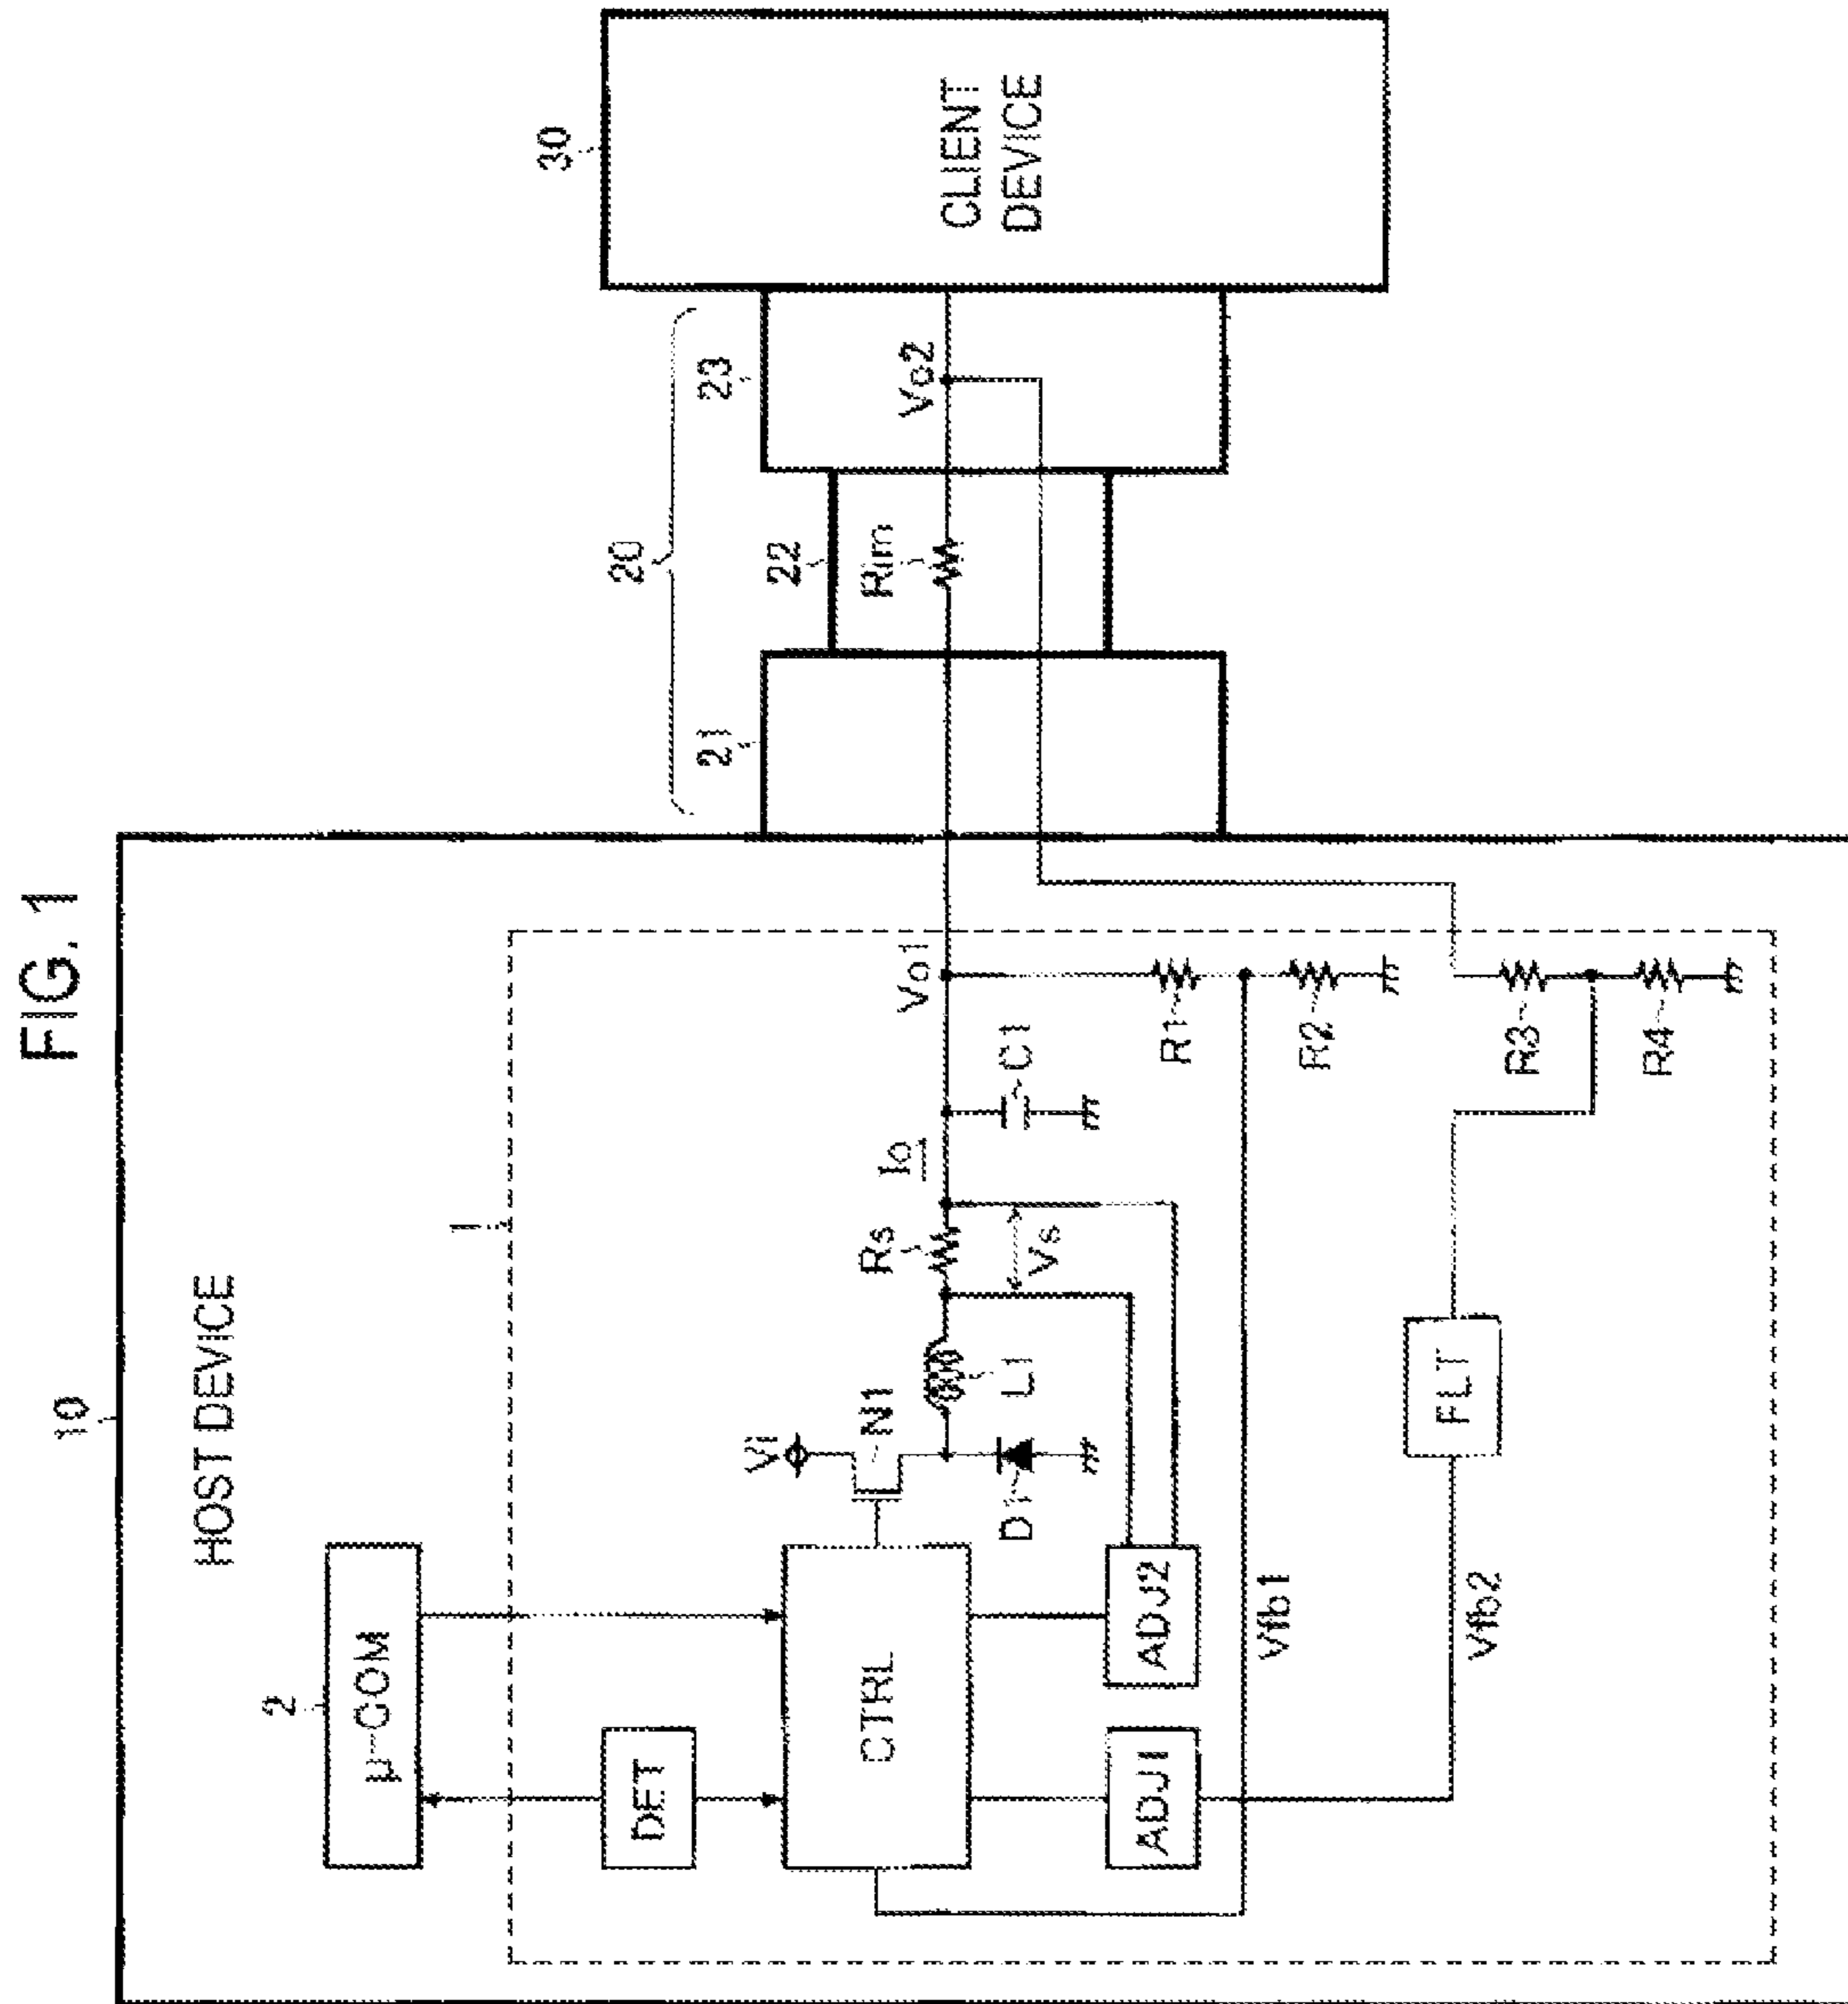 FIG. 1
10
HOST DEVICE
2
μ-COM
1
DET
CTRL
ADJ1
ADJ2
Vi
N1
D1
L1
Rs
Vs
Io
C1
Vo1
R1
R2
R3
R4
Vfb1
Vfb2
FLT
20
21
22
23
Rim
Vo2
30
CLIENT
DEVICE